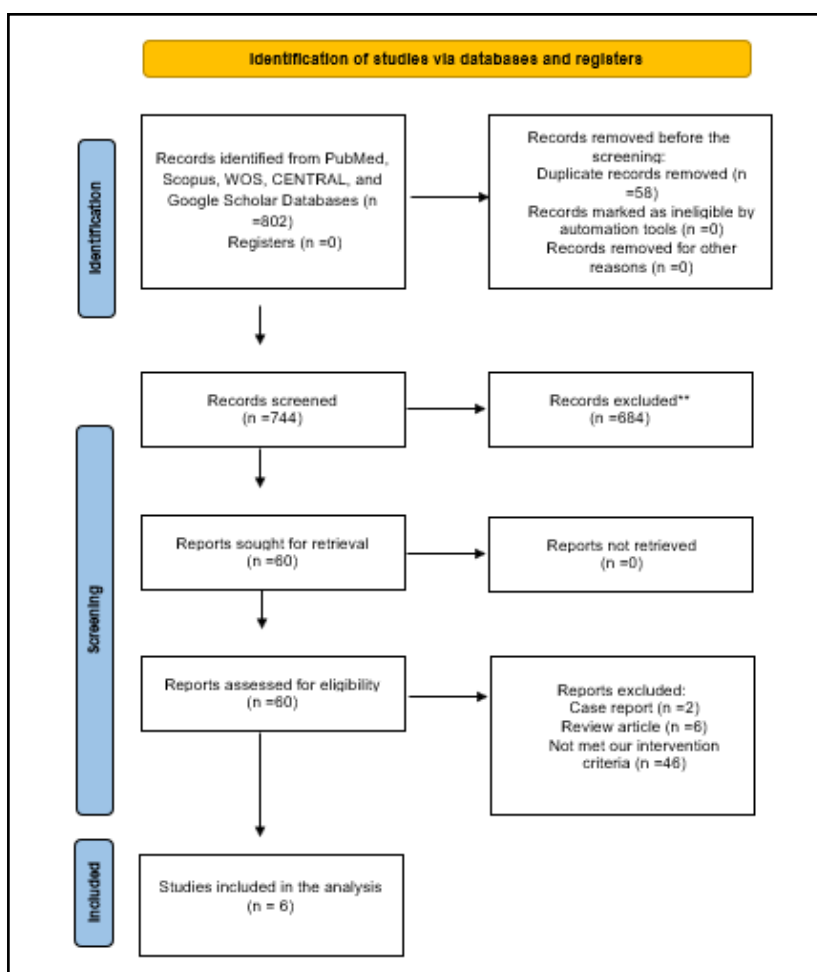 Identification of studies via databases and registers
Identification
Records identified from PubMed,
Scopus, WOS, CENTRAL, and
Google Scholar Databases (n
=802)
Registers (n =0)
Records removed before the
screening:
Duplicate records removed (n
=58)
Records marked as ineligible by
automation tools (n =0)
Records removed for other
reasons (n =0)
Screening
Records screened
(n =744)
Records excluded**
(n =684)
Reports sought for retrieval
(n =60)
Reports not retrieved
(n =0)
Reports assessed for eligibility
(n =60)
Reports excluded:
Case report (n =2)
Review article (n =6)
Not met our intervention
criteria (n =46)
Included
Studies included in the analysis
(n = 6)